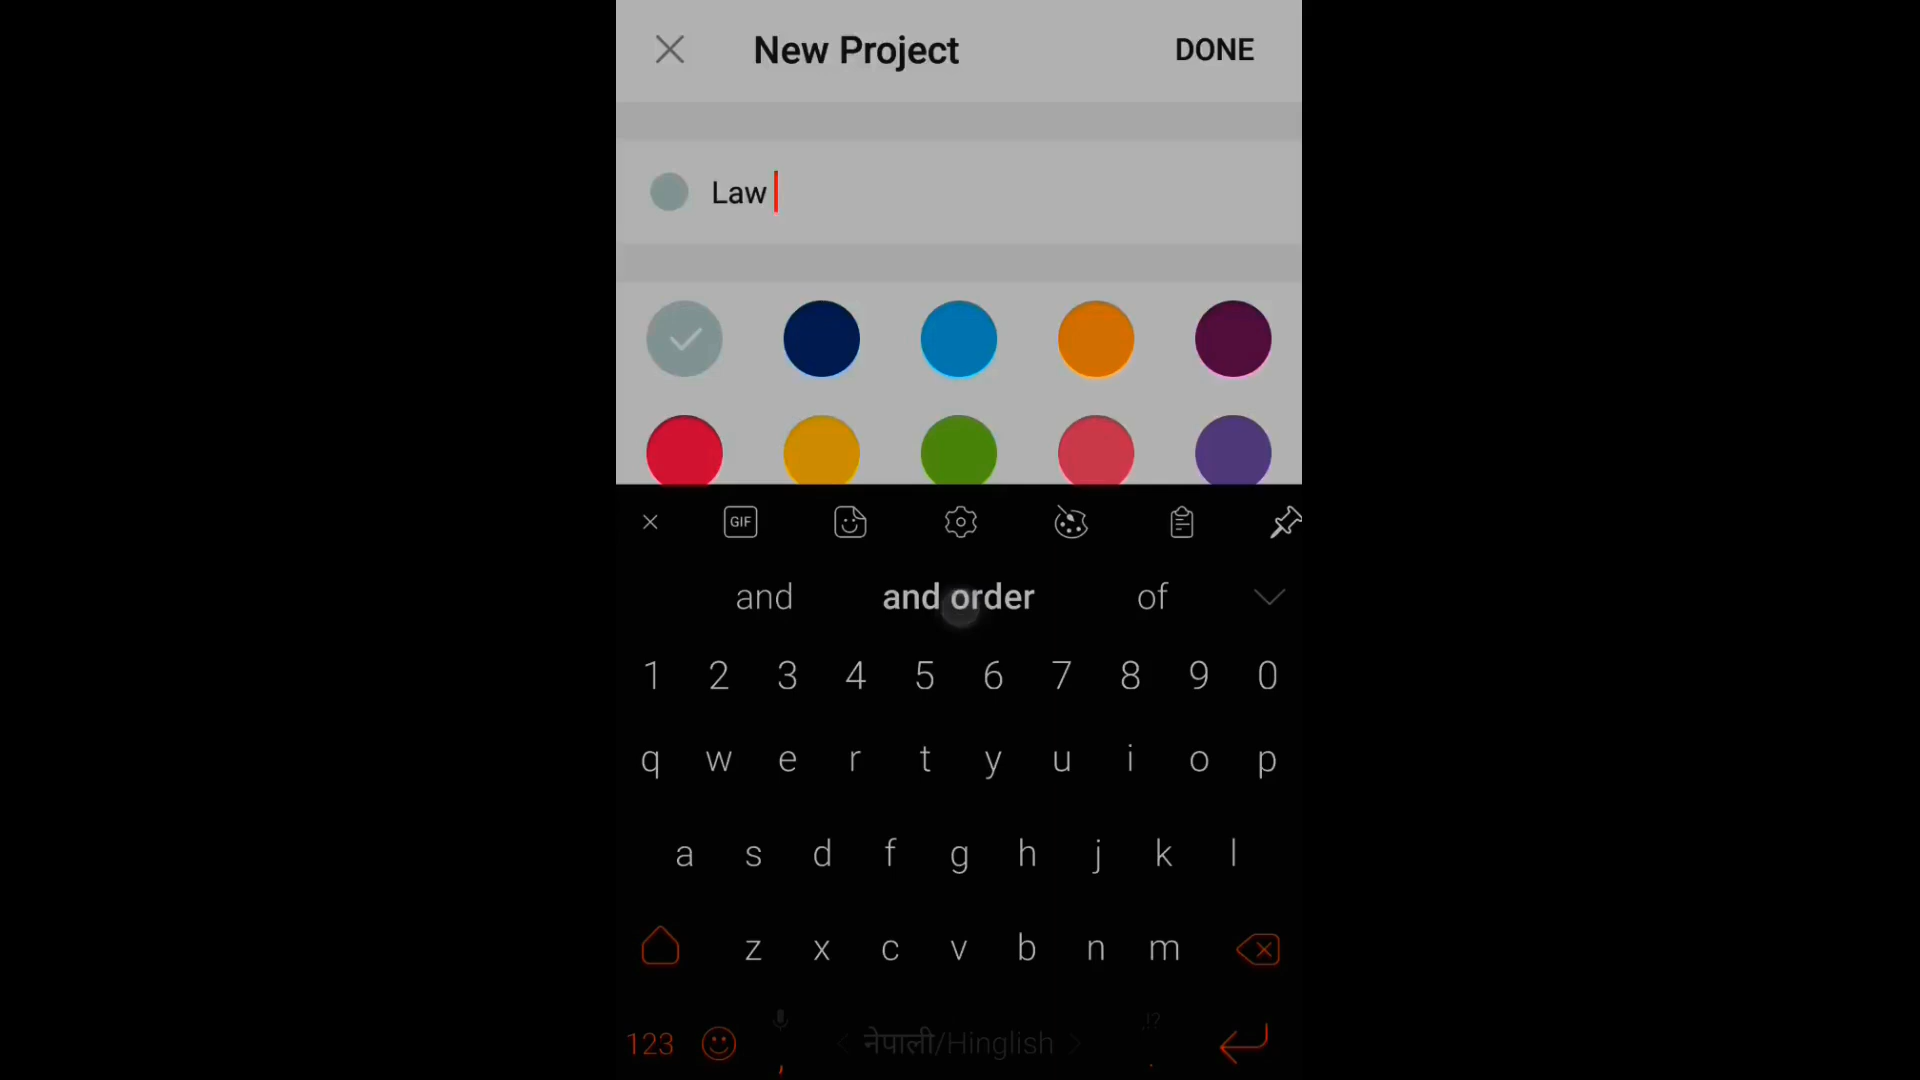 New Project DONE
Law
GIF
and and order of
1 2 3 4 5 6 7 8 9 0
q w e r t y u i o p
a s d f g h j k l
z x c v b n m
,!?
123 , नेपाली/Hinglish .